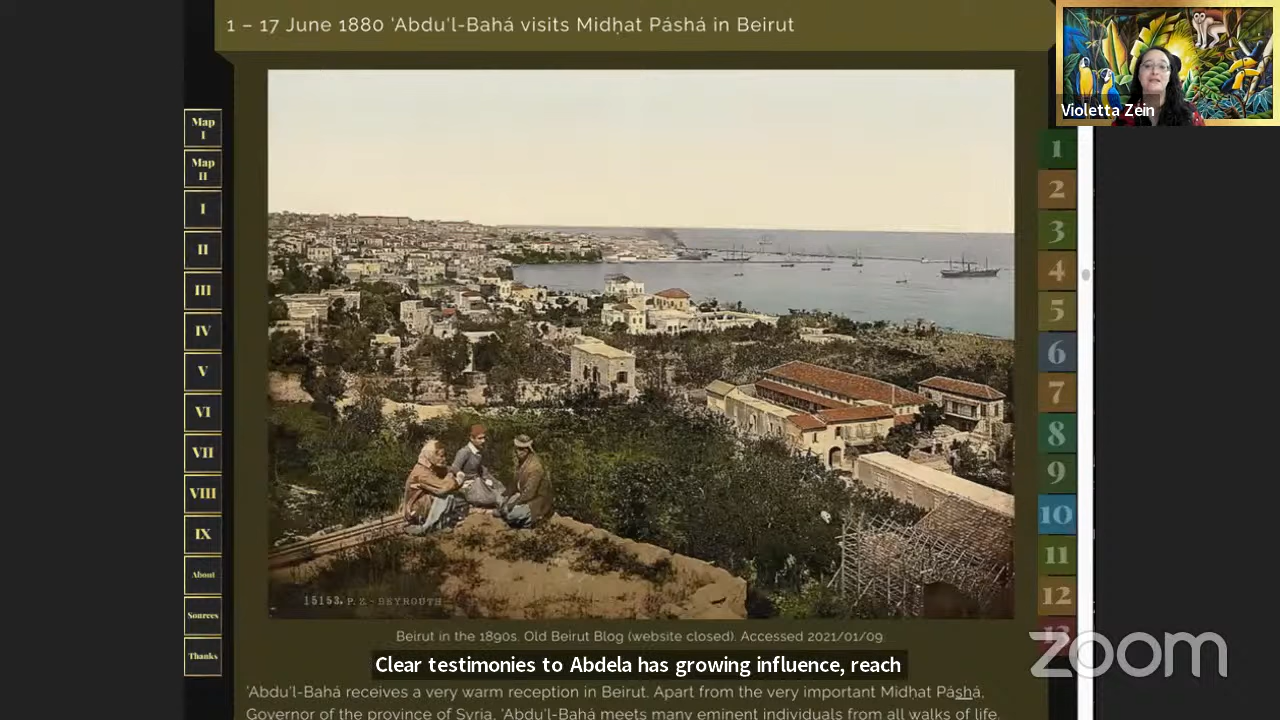 1 – 17 June 1880 'Abdu'l-Bahá visits Midḥat Páshá in Beirut
Violetta Zein
Map
I
Map
II
I
II
III
IV
V
VI
VII
VIII
IX
About
Sources
Thanks
1
2
3
4
5
6
7
8
9
10
11
12
13
15153. P. Z - BEYROUTH
Beirut in the 1890s. Old Beirut Blog (website closed). Accessed 2021/01/09
Clear testimonies to Abdela has growing influence, reach
zoom
'Abdu'l-Bahá receives a very warm reception in Beirut. Apart from the very important Midhat Páshá,
Governor of the province of Syria, 'Abdu'l-Bahá meets many eminent individuals from all walks of life,